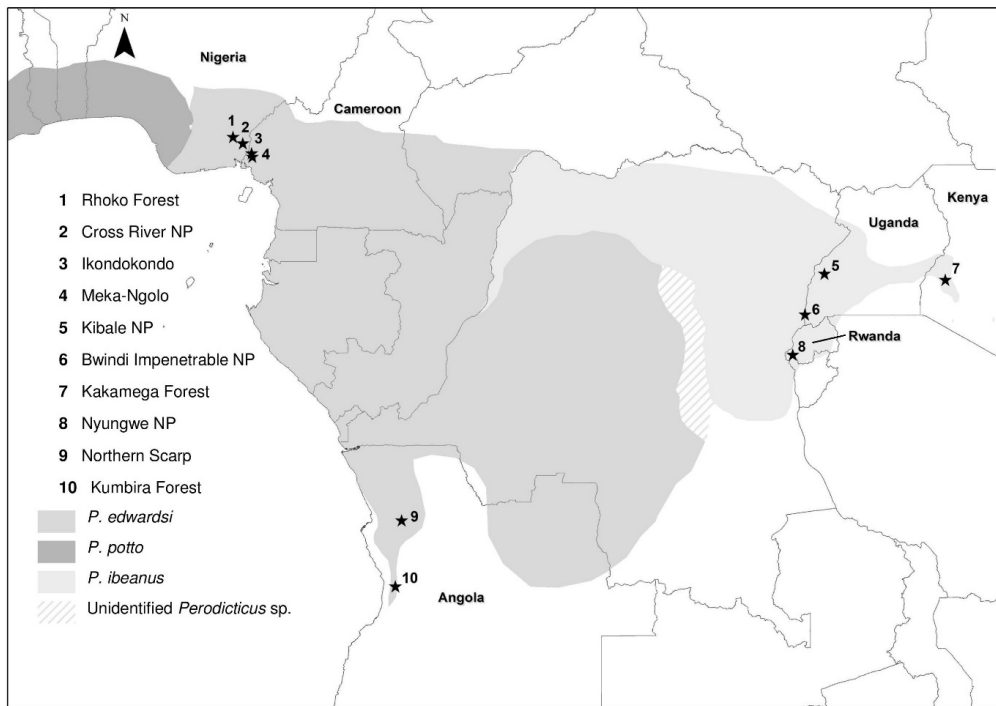 N
Nigeria
Cameroon
1
2
3
4
Uganda
Kenya
5
7
6
Rwanda
8
9
10
Angola
1 Rhoko Forest
2 Cross River NP
3 Ikondokondo
4 Meka-Ngolo
5 Kibale NP
6 Bwindi Impenetrable NP
7 Kakamega Forest
8 Nyungwe NP
9 Northern Scarp
10 Kumbira Forest
P. edwardsi
P. potto
P. ibeanus
Unidentified Perodicticus sp.